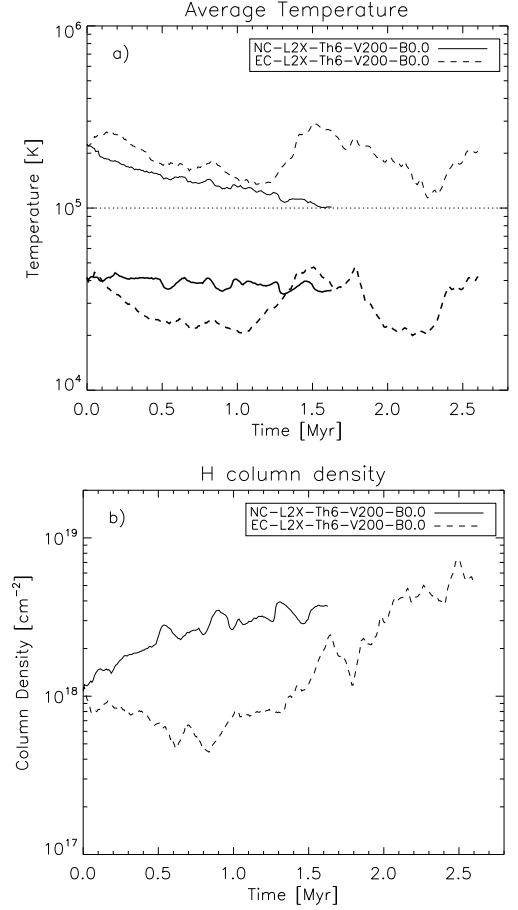 Average Temperature
10^6
a)
NC-L2X-Th6-V200-B0.0
EC-L2X-Th6-V200-B0.0
Temperature [K]
10^5
10^4
0.0 0.5 1.0 1.5 2.0 2.5
Time [Myr]
H column density
b)
NC-L2X-Th6-V200-B0.0
EC-L2X-Th6-V200-B0.0
10^19
Column Density [cm^-2]
10^18
10^17
0.0 0.5 1.0 1.5 2.0 2.5
Time [Myr]